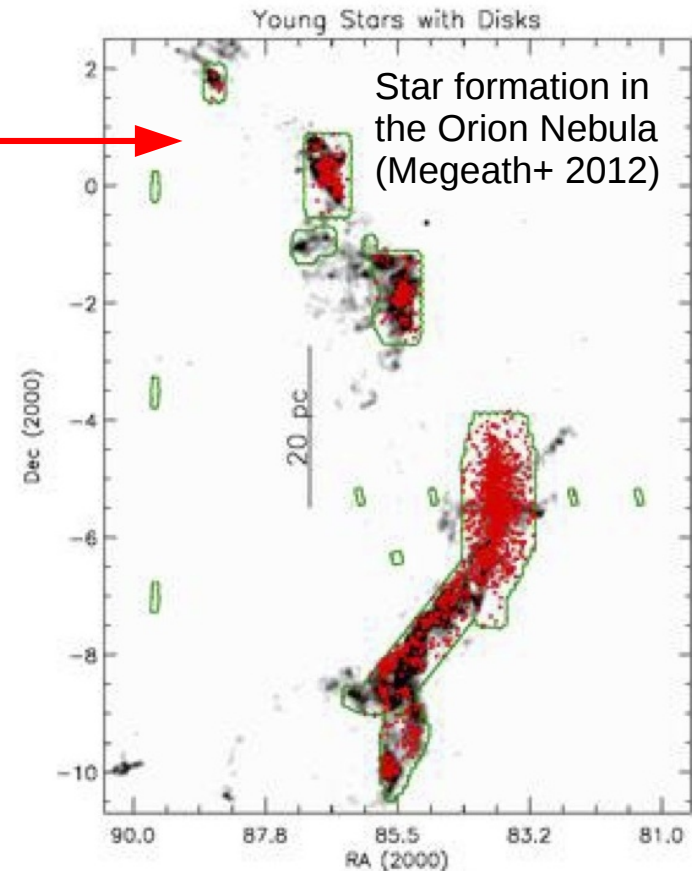 Young Stars with Disks
Star formation in
the Orion Nebula
(Megeath+ 2012)
2
0
−2
−4
−6
−8
−10
Dec (2000)
20 pc
90.0 87.8 85.5 83.2 81.0
RA (2000)